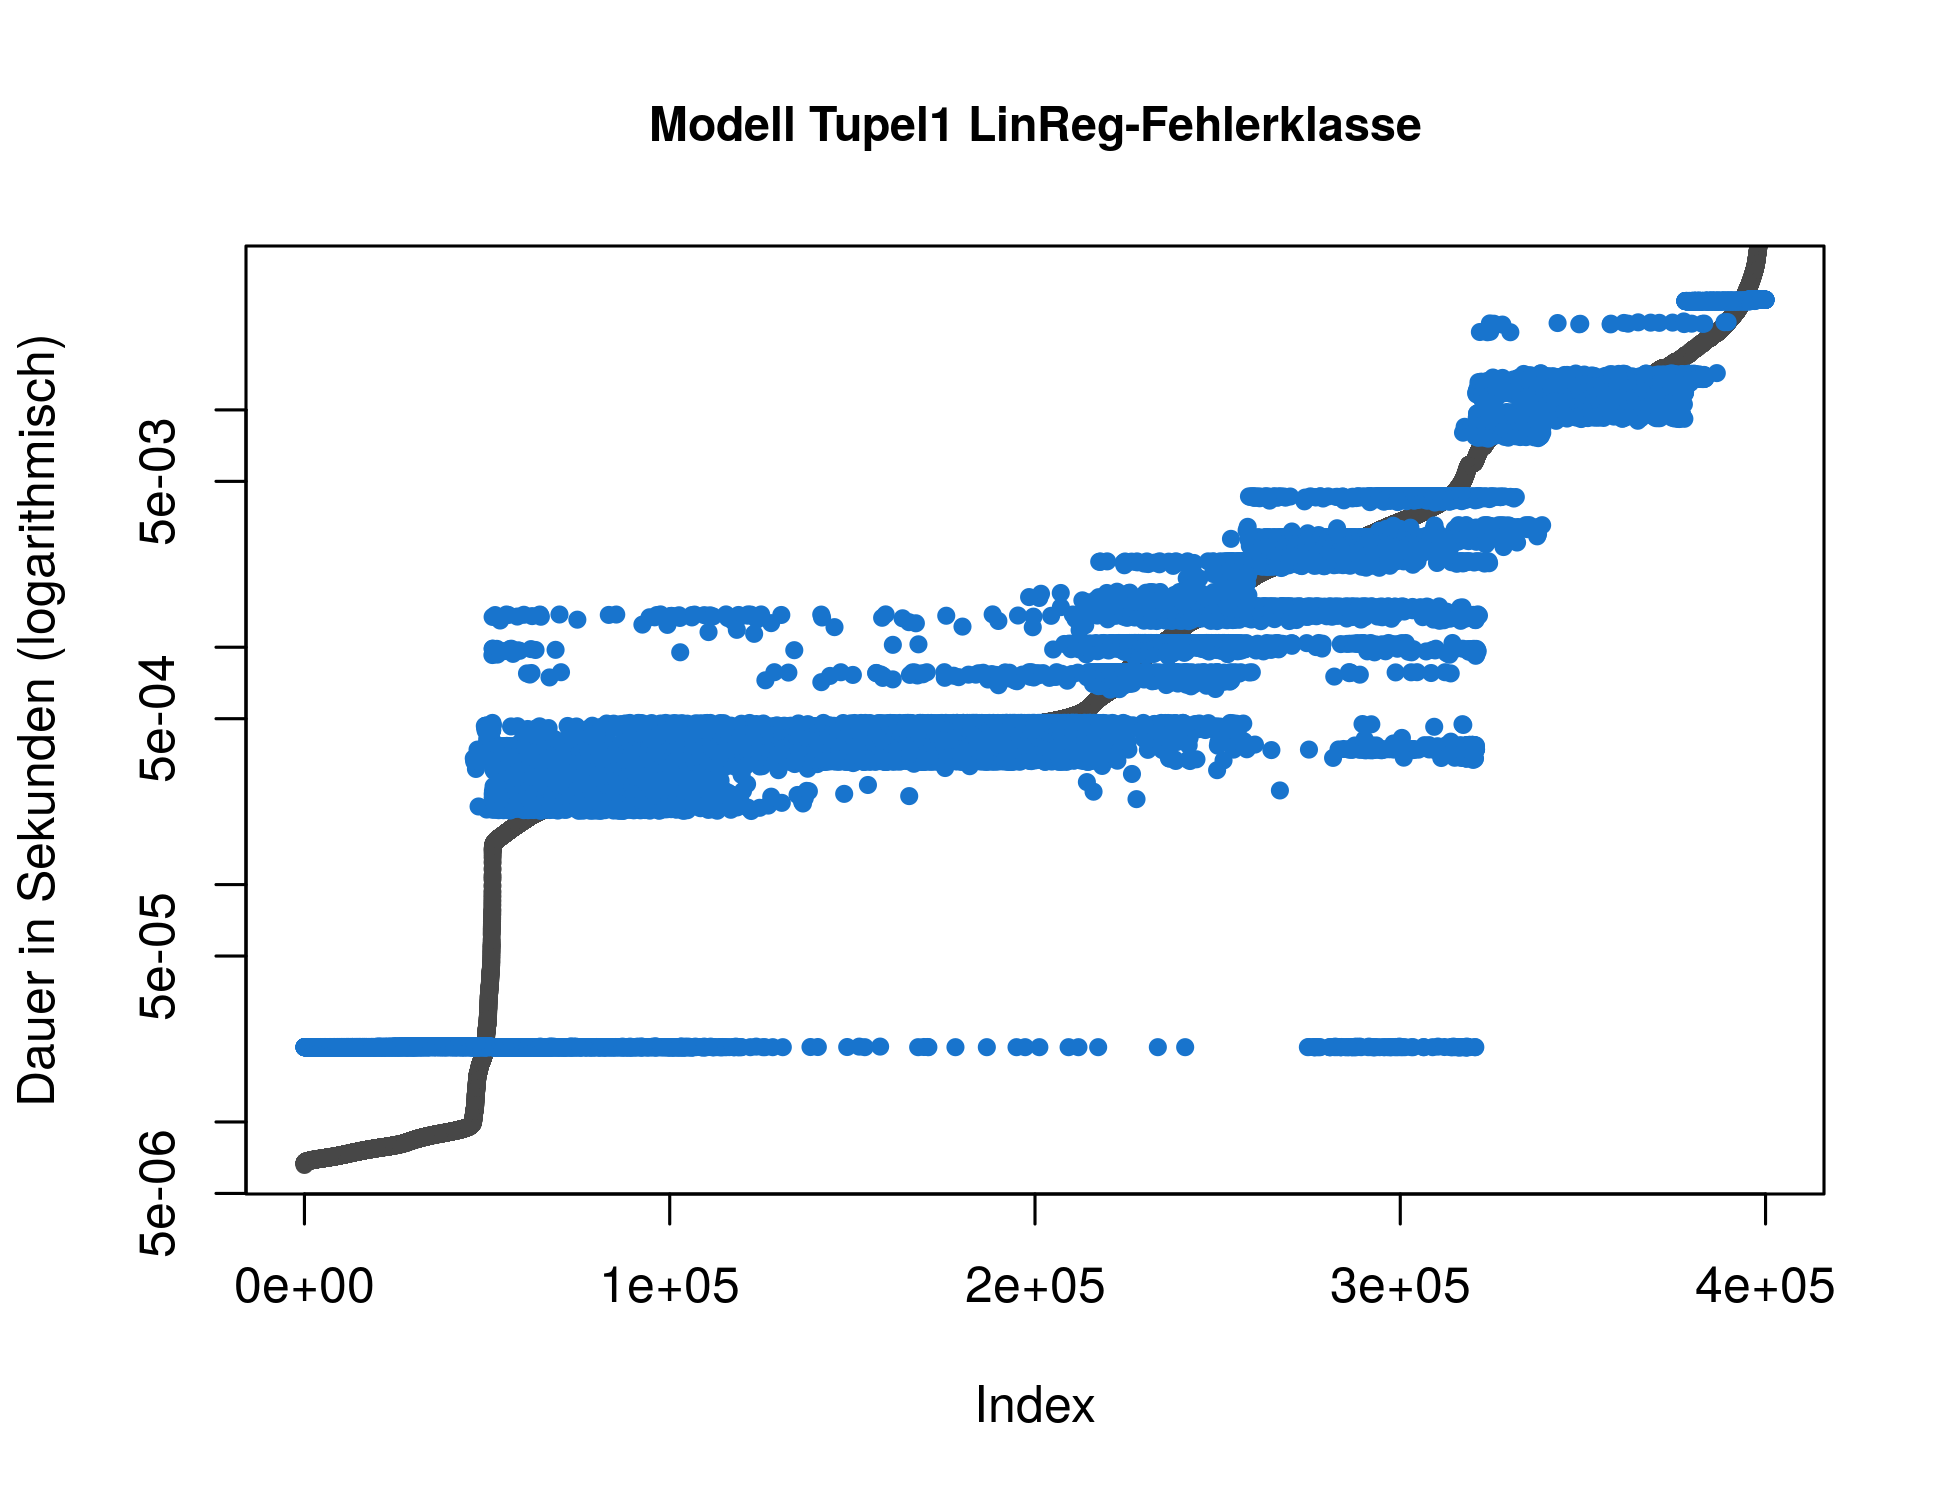 Modell Tupel1 LinReg-Fehlerklasse
Dauer in Sekunden (logarithmisch)
5e-03
5e-04
5e-05
5e-06
0e+00 1e+05 2e+05 3e+05 4e+05
Index